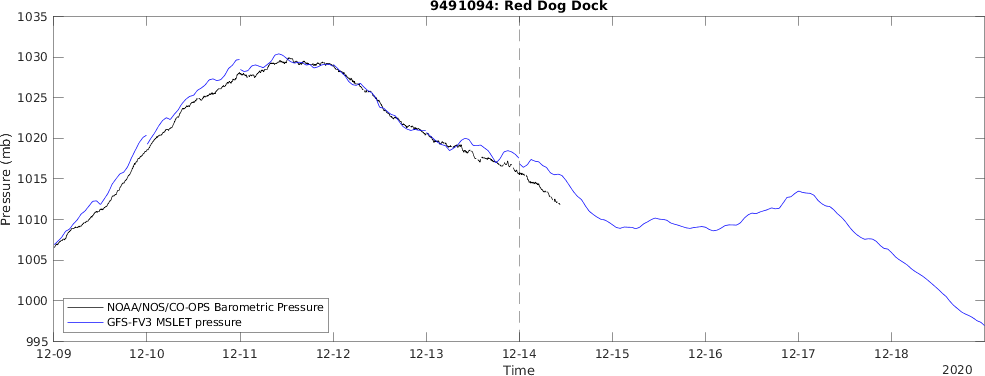 9491094: Red Dog Dock
Pressure (mb)
1035
1030
1025
1020
1015
1010
1005
1000
995
NOAA/NOS/CO-OPS Barometric Pressure
GFS-FV3 MSLET pressure
12-09 12-10 12-11 12-12 12-13 12-14 12-15 12-16 12-17 12-18
Time
2020